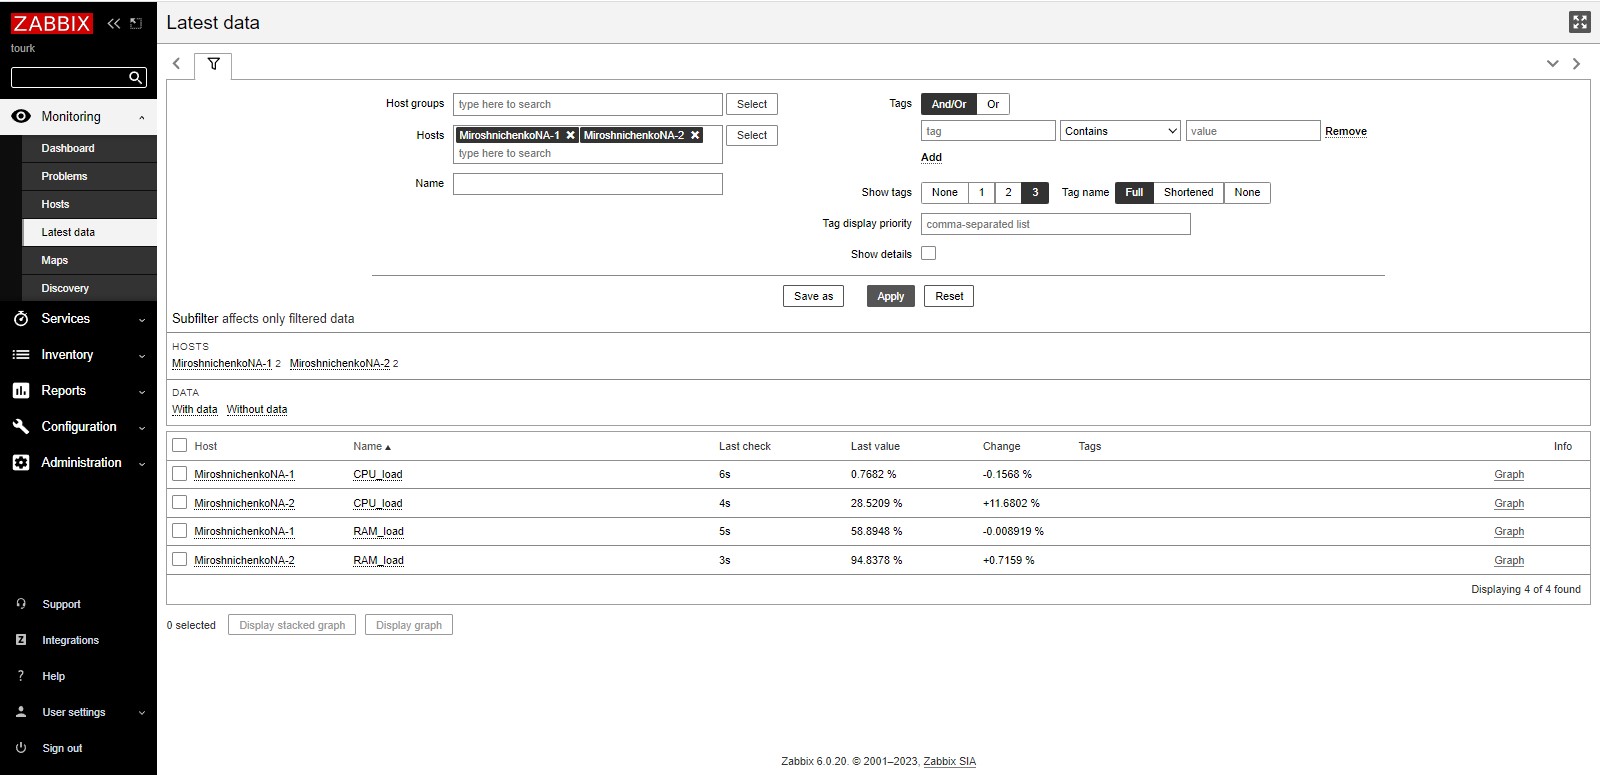 ZABBIX
tourk
Monitoring
Dashboard
Problems
Hosts
Latest data
Maps
Discovery
Services
Inventory
Reports
Configuration
Administration
Support
Integrations
Help
User settings
Sign out
Latest data
Host groups type here to search Select
Hosts MiroshnichenkoNA-1 MiroshnichenkoNA-2 Select
type here to search
Name
Tags And/Or Or
tag Contains value Remove
Add
Show tags None 1 2 3 Tag name Full Shortened None
Tag display priority comma-separated list
Show details
Save as Apply Reset
Subfilter affects only filtered data
HOSTS
MiroshnichenkoNA-1 2 MiroshnichenkoNA-2 2
DATA
With data Without data
Host Name Last check Last value Change Tags Info
MiroshnichenkoNA-1 CPU_load 6s 0.7682 % -0.1568 % Graph
MiroshnichenkoNA-2 CPU_load 4s 28.5209 % +11.6802 % Graph
MiroshnichenkoNA-1 RAM_load 5s 58.8948 % -0.008919 % Graph
MiroshnichenkoNA-2 RAM_load 3s 94.8378 % +0.7159 % Graph
Displaying 4 of 4 found
0 selected Display stacked graph Display graph
Zabbix 6.0.20. © 2001–2023, Zabbix SIA